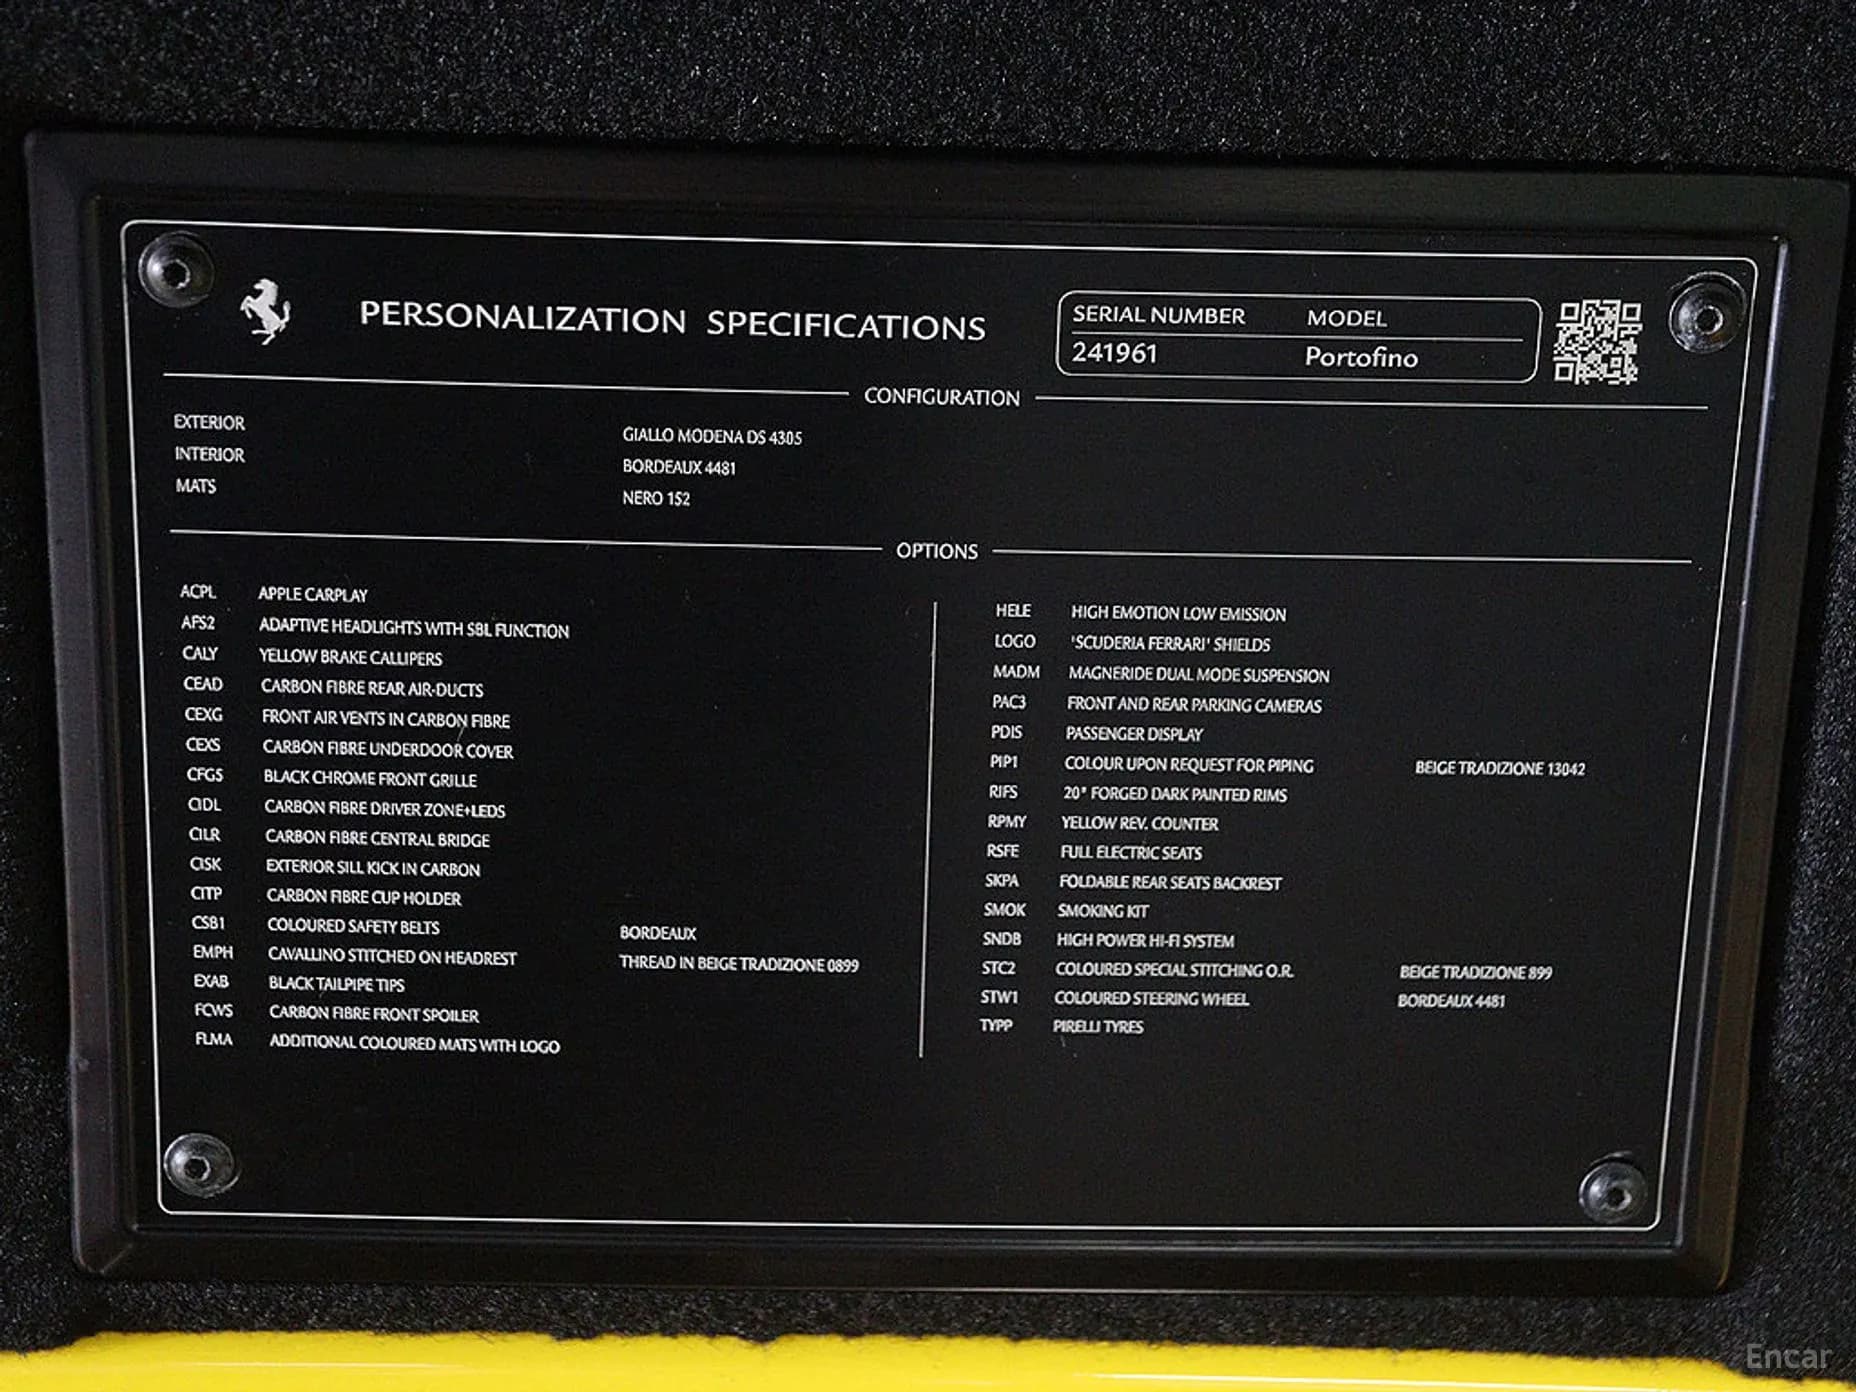 PERSONALIZATION SPECIFICATIONS
SERIAL NUMBER MODEL
241961 Portofino
CONFIGURATION
EXTERIOR GIALLO MODENA DS 4305
INTERIOR BORDEAUX 4481
MATS NERO 152
OPTIONS
ACPL APPLE CARPLAY
AFS2 ADAPTIVE HEADLIGHTS WITH SBL FUNCTION
CALY YELLOW BRAKE CALLIPERS
CEAD CARBON FIBRE REAR AIR-DUCTS
CEXG FRONT AIR VENTS IN CARBON FIBRE
CEXS CARBON FIBRE UNDERDOOR COVER
CFGS BLACK CHROME FRONT GRILLE
CIDL CARBON FIBRE DRIVER ZONE+LEDS
CILR CARBON FIBRE CENTRAL BRIDGE
CISK EXTERIOR SILL KICK IN CARBON
CITP CARBON FIBRE CUP HOLDER
CSB1 COLOURED SAFETY BELTS BORDEAUX
EMPH CAVALLINO STITCHED ON HEADREST THREAD IN BEIGE TRADIZIONE 0899
EXAB BLACK TAILPIPE TIPS
FCWS CARBON FIBRE FRONT SPOILER
FLMA ADDITIONAL COLOURED MATS WITH LOGO
HELE HIGH EMOTION LOW EMISSION
LOGO 'SCUDERIA FERRARI' SHIELDS
MADM MAGNERIDE DUAL MODE SUSPENSION
PAC3 FRONT AND REAR PARKING CAMERAS
PDIS PASSENGER DISPLAY
PIP1 COLOUR UPON REQUEST FOR PIPING BEIGE TRADIZIONE 13042
RIFS 20" FORGED DARK PAINTED RIMS
RPMY YELLOW REV. COUNTER
RSFE FULL ELECTRIC SEATS
SKPA FOLDABLE REAR SEATS BACKREST
SMOK SMOKING KIT
SNDB HIGH POWER HI-FI SYSTEM
STC2 COLOURED SPECIAL STITCHING O.R. BEIGE TRADIZIONE 899
STW1 COLOURED STEERING WHEEL BORDEAUX 4481
TYPP PIRELLI TYRES
Encar